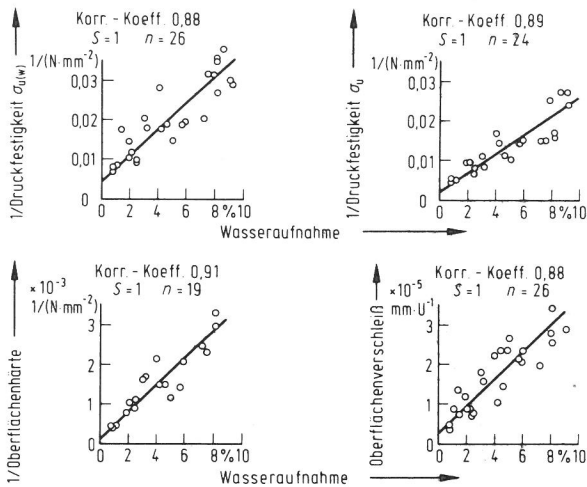 Korr. - Koeff. 0,88
S = 1 n = 26
1/(N·mm⁻²)
1/Druckfestigkeit σu(w)
0,03
0,02
0,01
0
0 2 4 6 8 % 10
Korr. - Koeff. 0,89
S = 1 n = 24
1/(N·mm⁻²)
1/Druckfestigkeit σu
0,03
0,02
0,01
0
0 2 4 6 8 % 10
Wasseraufnahme
Korr. - Koeff. 0,91
S = 1 n = 19
× 10⁻³
1/(N·mm⁻²)
1/Oberflächenhärte
3
2
1
0
0 2 4 6 8 % 10
Korr. - Koeff. 0,88
S = 1 n = 26
× 10⁻⁵
mm·U⁻¹
Oberflächenverschleiß
3
2
1
0
0 2 4 6 8 % 10
Wasseraufnahme